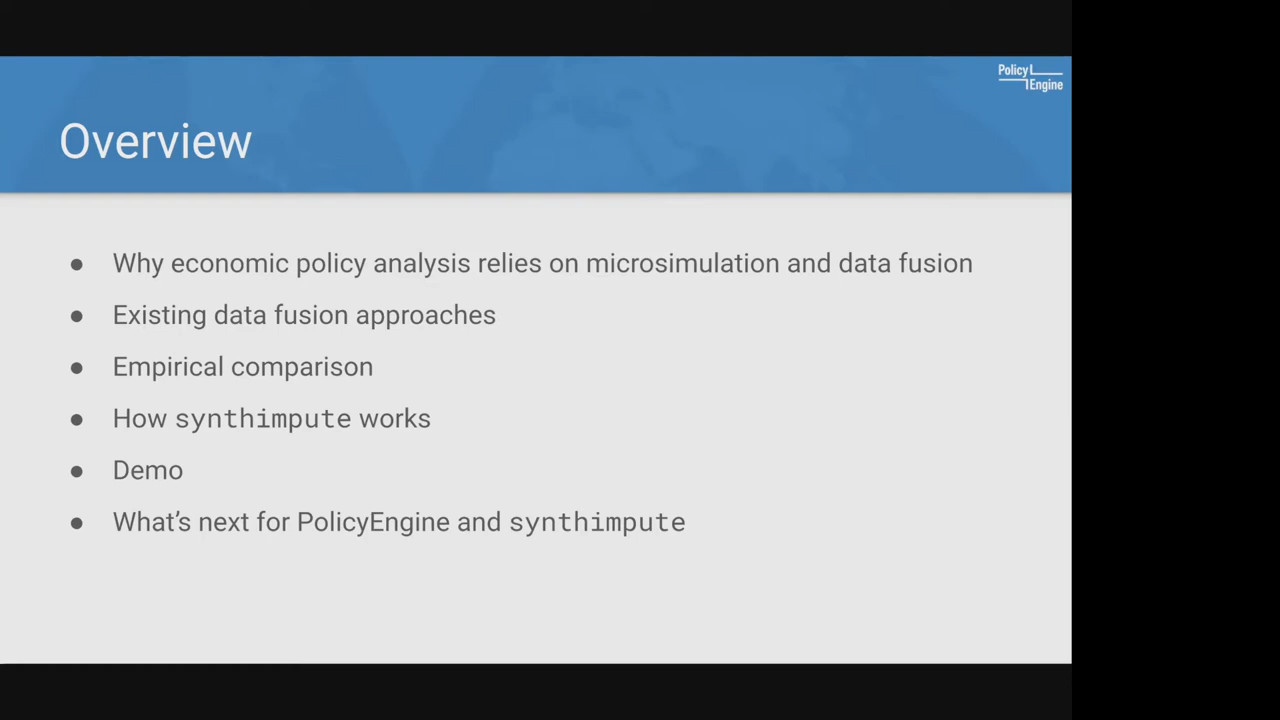 Policy
Engine
Overview
● Why economic policy analysis relies on microsimulation and data fusion
● Existing data fusion approaches
● Empirical comparison
● How synthimpute works
● Demo
● What's next for PolicyEngine and synthimpute